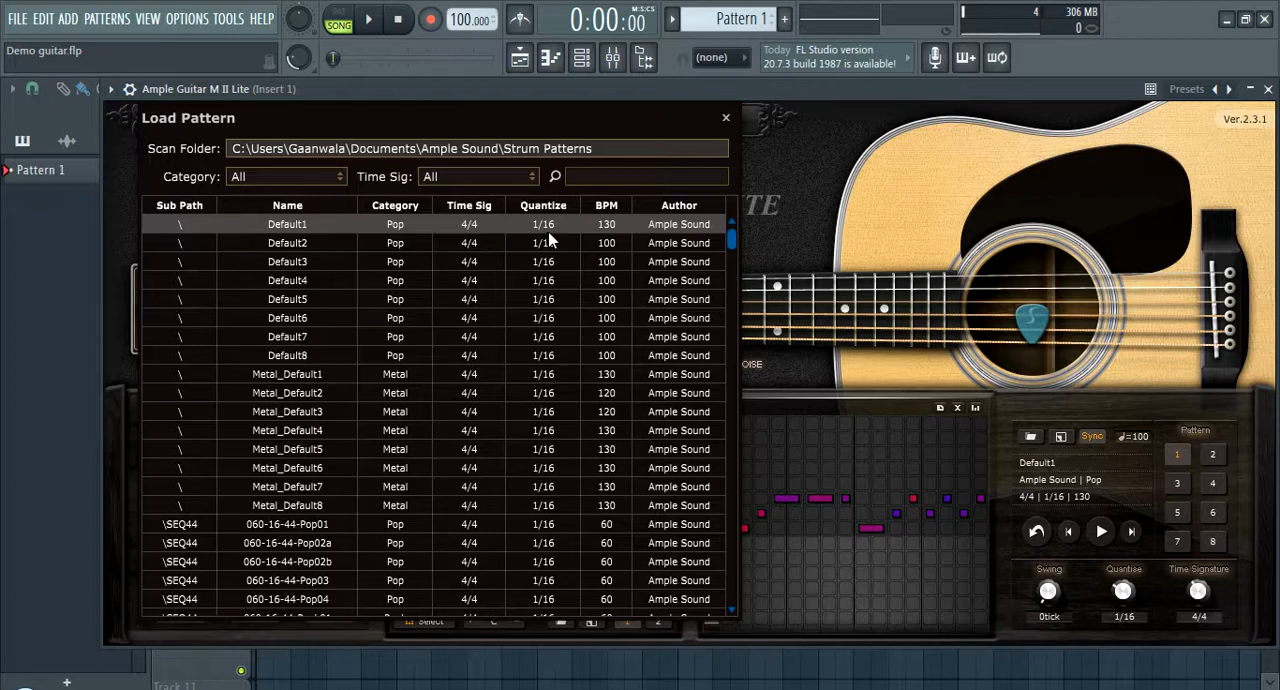 FILE EDIT ADD PATTERNS VIEW OPTIONS TOOLS HELP
PAT
SONG
100.000
0:00:00
M:S:CS
Pattern 1
4
306 MB
0
Demo guitar.flp
(none)
Today FL Studio version
20.7.3 build 1987 is available!
Ample Guitar M II Lite (Insert 1)
Presets
Load Pattern
Ver.2.3.1
Scan Folder: C:\Users\Gaanwala\Documents\Ample Sound\Strum Patterns
Pattern 1
Category: All Time Sig: All
Sub Path Name Category Time Sig Quantize BPM Author
\ Default1 Pop 4/4 1/16 130 Ample Sound
\ Default2 Pop 4/4 1/16 100 Ample Sound
\ Default3 Pop 4/4 1/16 100 Ample Sound
\ Default4 Pop 4/4 1/16 100 Ample Sound
\ Default5 Pop 4/4 1/16 100 Ample Sound
\ Default6 Pop 4/4 1/16 100 Ample Sound
\ Default7 Pop 4/4 1/16 100 Ample Sound
\ Default8 Pop 4/4 1/16 100 Ample Sound
\ Metal_Default1 Metal 4/4 1/16 130 Ample Sound
\ Metal_Default2 Metal 4/4 1/16 120 Ample Sound
\ Metal_Default3 Metal 4/4 1/16 120 Ample Sound
\ Metal_Default4 Metal 4/4 1/16 130 Ample Sound
\ Metal_Default5 Metal 4/4 1/16 130 Ample Sound
\ Metal_Default6 Metal 4/4 1/16 130 Ample Sound
\ Metal_Default7 Metal 4/4 1/16 130 Ample Sound
\ Metal_Default8 Metal 4/4 1/16 130 Ample Sound
\SEQ44 060-16-44-Pop01 Pop 4/4 1/16 60 Ample Sound
\SEQ44 060-16-44-Pop02a Pop 4/4 1/16 60 Ample Sound
\SEQ44 060-16-44-Pop02b Pop 4/4 1/16 60 Ample Sound
\SEQ44 060-16-44-Pop03 Pop 4/4 1/16 60 Ample Sound
\SEQ44 060-16-44-Pop04 Pop 4/4 1/16 60 Ample Sound
Sync =100
Pattern
Default1
Ample Sound | Pop
4/4 | 1/16 | 130
1 2
3 4
5 6
7 8
Swing Quantise Time Signature
0tick 1/16 4/4
Select C 1 2
Track 11